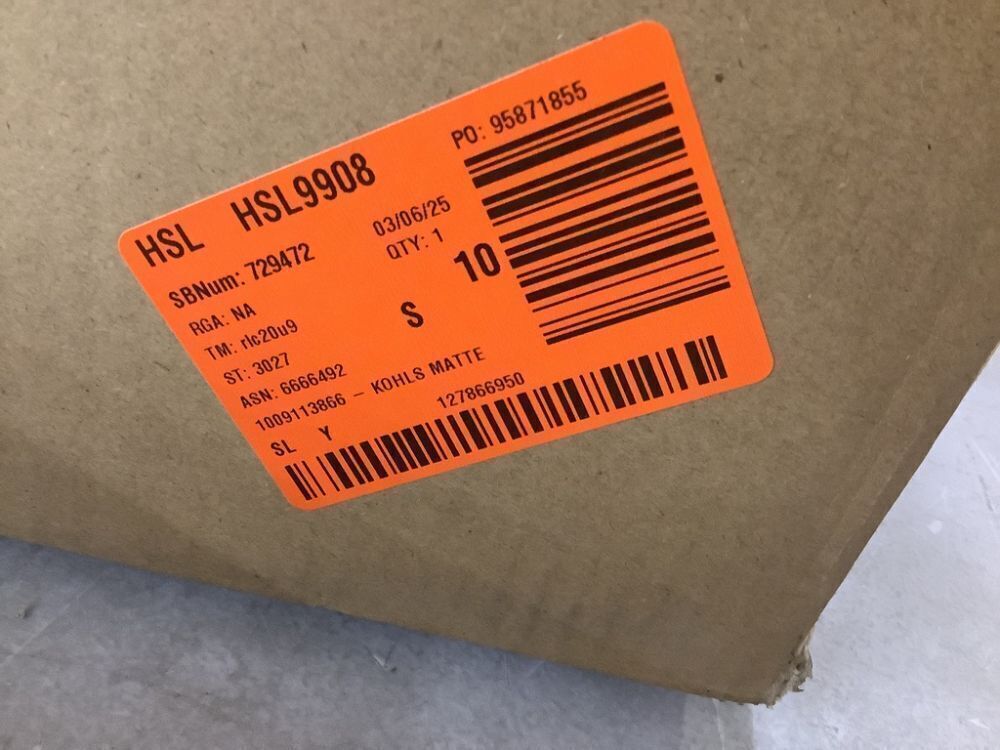 HSL HSL9908 PO: 95871855
SBNum: 729472 03/06/25
RGA: NA QTY: 1
TM: rlc20u9 S 10
ST: 3027
ASN: 6666492
1009113866 – KOHLS MATTE
SL Y 127866950